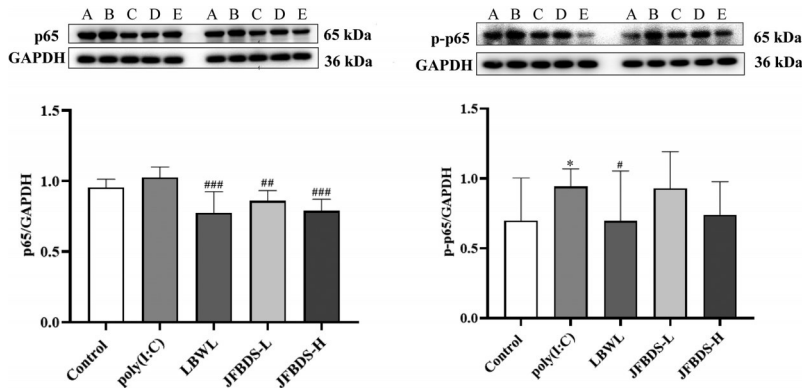 A B C D E A B C D E
p65 65 kDa
GAPDH 36 kDa
1.5
1.0
0.5
0.0
p65/GAPDH
### ## ###
Control poly(I:C) LBWL JFBDS-L JFBDS-H
A B C D E A B C D E
p-p65 65 kDa
GAPDH 36 kDa
1.5
1.0
0.5
0.0
p-p65/GAPDH
* #
Control poly(I:C) LBWL JFBDS-L JFBDS-H